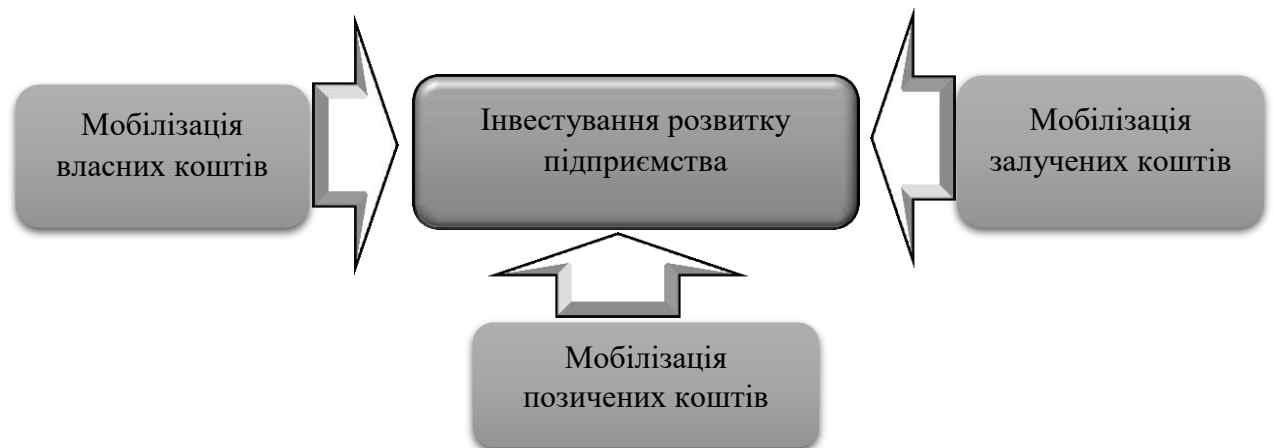 Мобілізація
власних коштів
Інвестування розвитку
підприємства
Мобілізація
залучених коштів
Мобілізація
позичених коштів